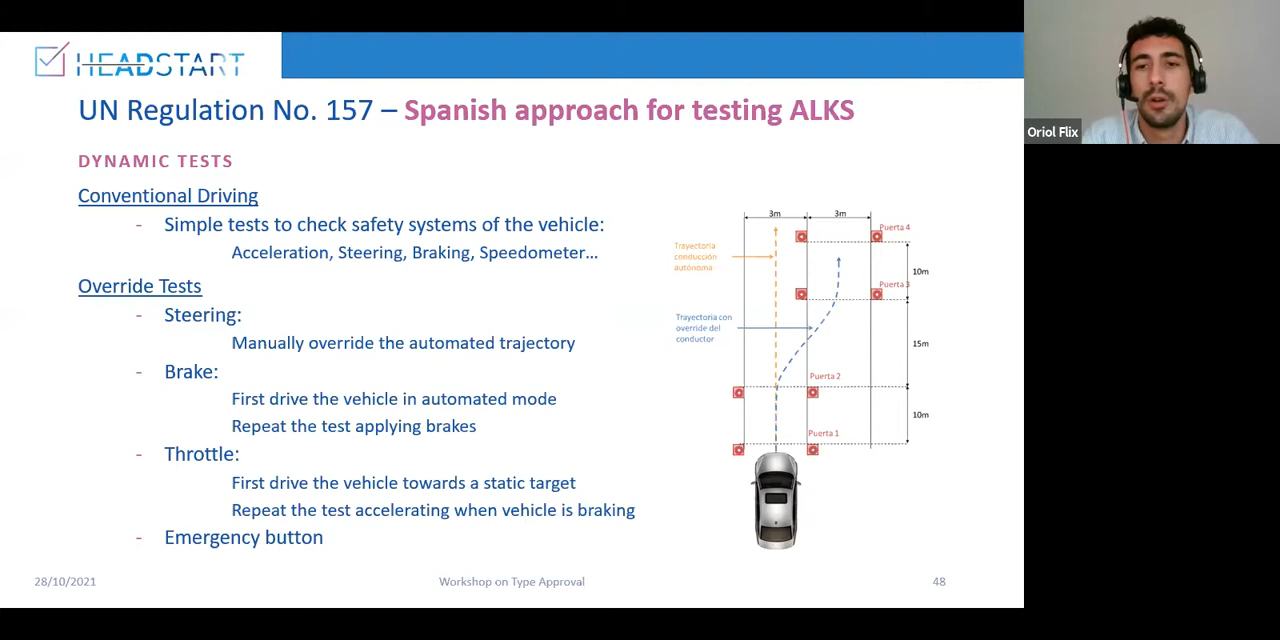 HEADSTART
UN Regulation No. 157 – Spanish approach for testing ALKS
DYNAMIC TESTS
Conventional Driving
- Simple tests to check safety systems of the vehicle:
Acceleration, Steering, Braking, Speedometer…
Override Tests
- Steering:
Manually override the automated trajectory
- Brake:
First drive the vehicle in automated mode
Repeat the test applying brakes
- Throttle:
First drive the vehicle towards a static target
Repeat the test accelerating when vehicle is braking
- Emergency button
3m
3m
Puerta 4
Trayectoria
conducción
autónoma
10m
Puerta 3
Trayectoria con
override del
conductor
15m
Puerta 2
10m
Puerta 1
28/10/2021
Workshop on Type Approval
48
Oriol Flix